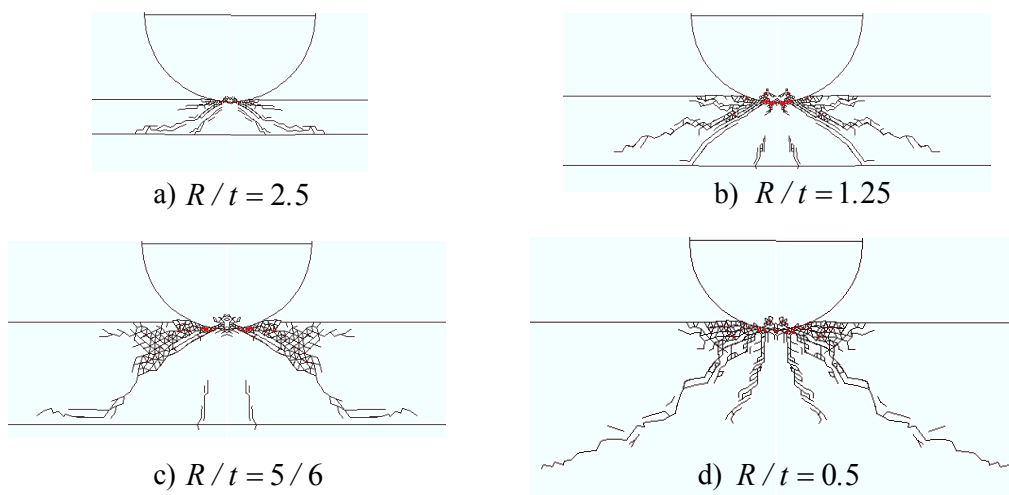 a) R / t = 2.5
b) R / t = 1.25
c) R / t = 5 / 6
d) R / t = 0.5